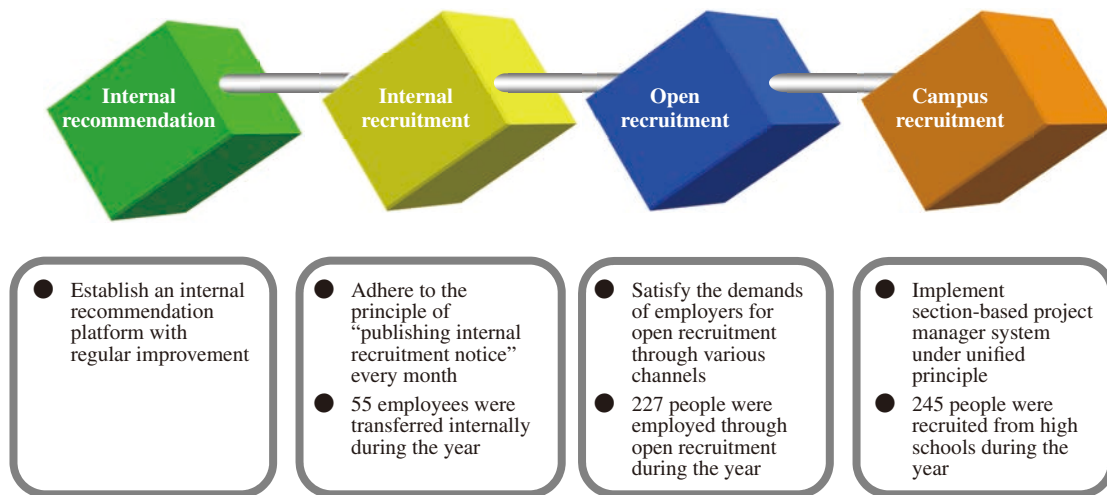 Internal
recommendation
Internal
recruitment
Open
recruitment
Campus
recruitment
● Establish an internal
recommendation
platform with
regular improvement
● Adhere to the
principle of
“publishing internal
recruitment notice”
every month
● 55 employees were
transferred internally
during the year
● Satisfy the demands
of employers for
open recruitment
through various
channels
● 227 people were
employed through
open recruitment
during the year
● Implement
section-based project
manager system
under unified
principle
● 245 people were
recruited from high
schools during the
year